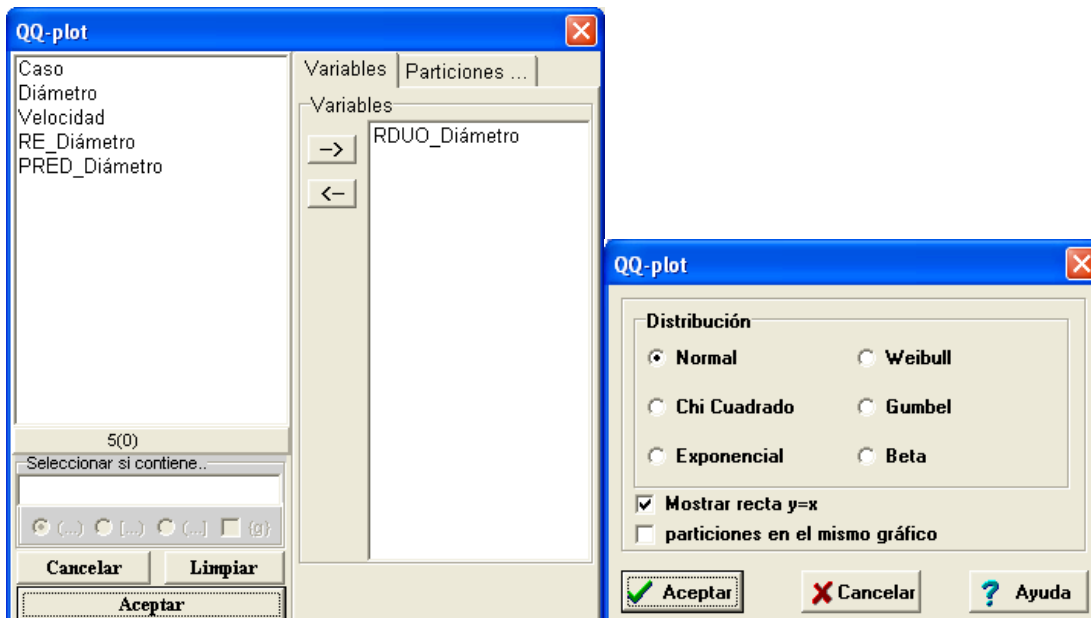 QQ-plot
Caso
Diámetro
Velocidad
RE_Diámetro
PRED_Diámetro
5(0)
Seleccionar si contiene..
(...) [...) (...] {g}
Cancelar Limpiar
Aceptar
Variables Particiones ...
Variables
-->
<--
RDUO_Diámetro
QQ-plot
Distribución
Normal Weibull
Chi Cuadrado Gumbel
Exponencial Beta
Mostrar recta y=x
particiones en el mismo gráfico
Aceptar Cancelar ? Ayuda